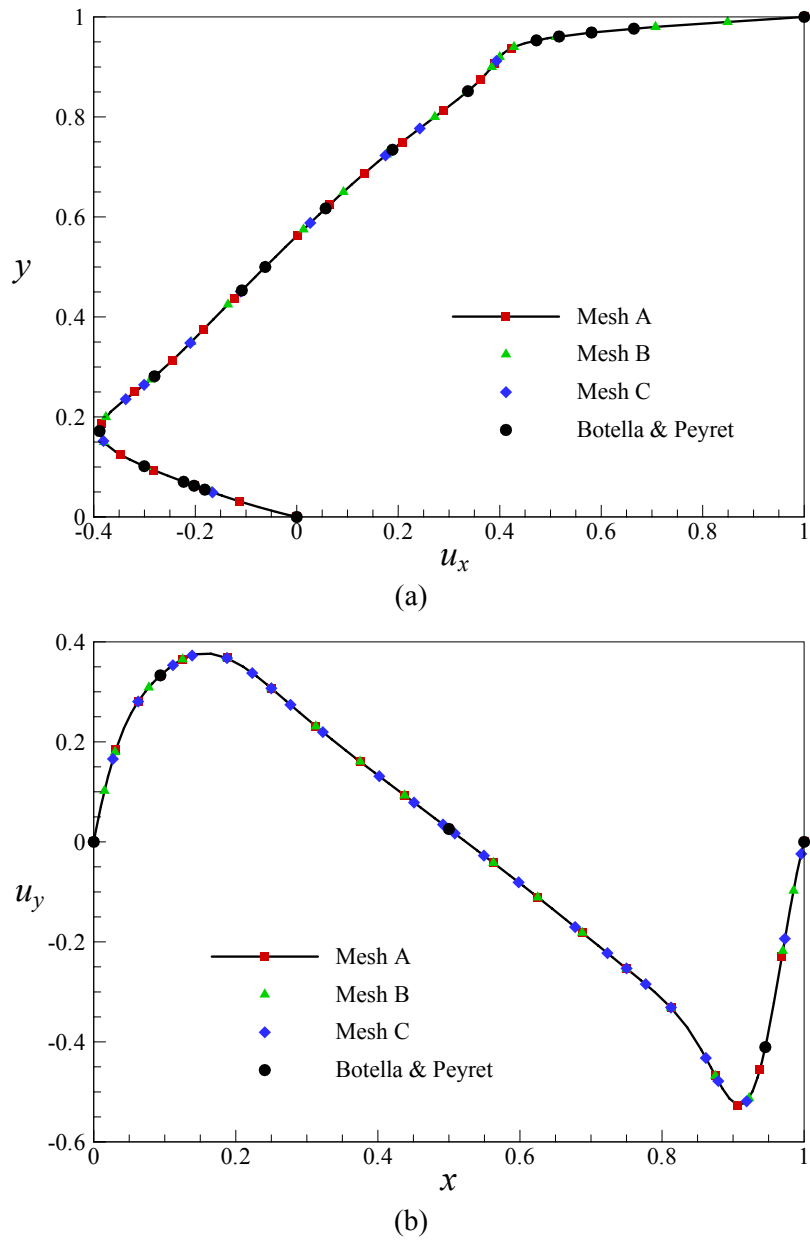 1
0.8
0.6
y
0.4
0.2
0
-0.4 -0.2 0 0.2 0.4 0.6 0.8 1
u_x
Mesh A
Mesh B
Mesh C
Botella & Peyret
(a)
0.4
0.2
0
u_y
-0.2
-0.4
-0.6
0 0.2 0.4 0.6 0.8 1
x
Mesh A
Mesh B
Mesh C
Botella & Peyret
(b)